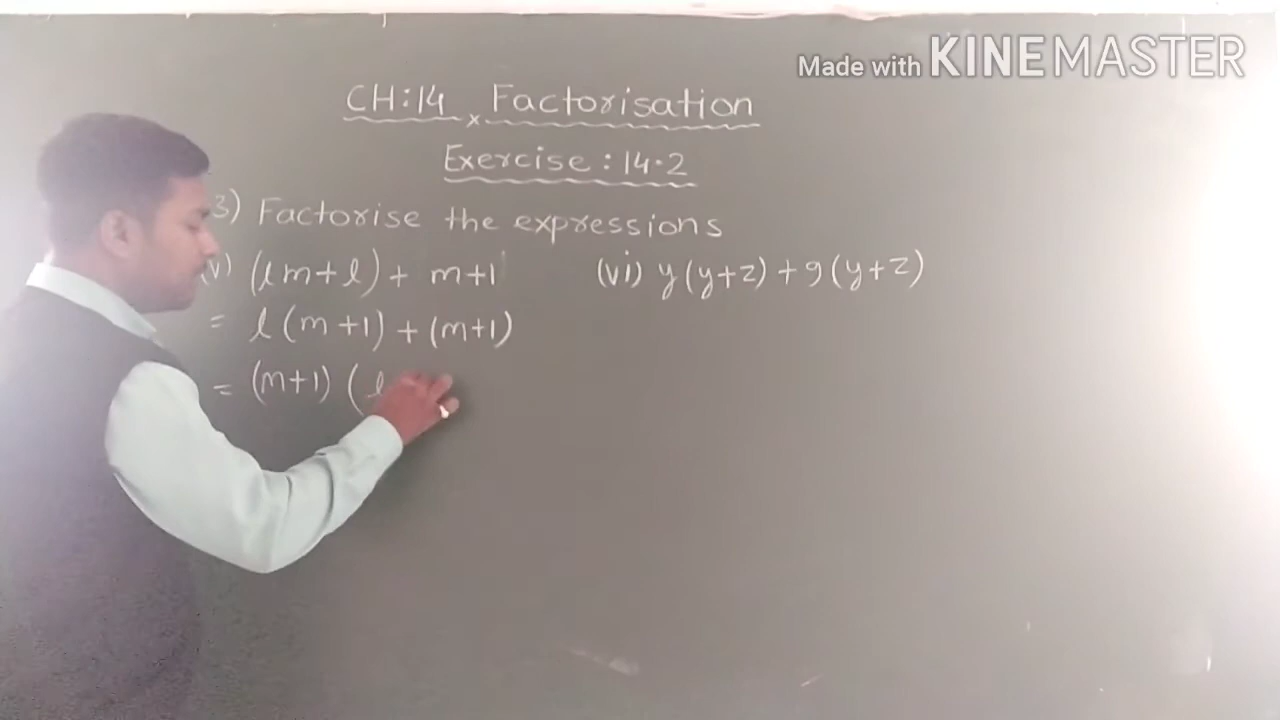 Made with KINEMASTER
CH:14 Factorisation
Exercise: 14.2
3) Factorise the expressions
(v) (lm+l) + m+1
(vi) y(y+z) + 9(y+z)
= l(m+1) + (m+1)
= (m+1) (l